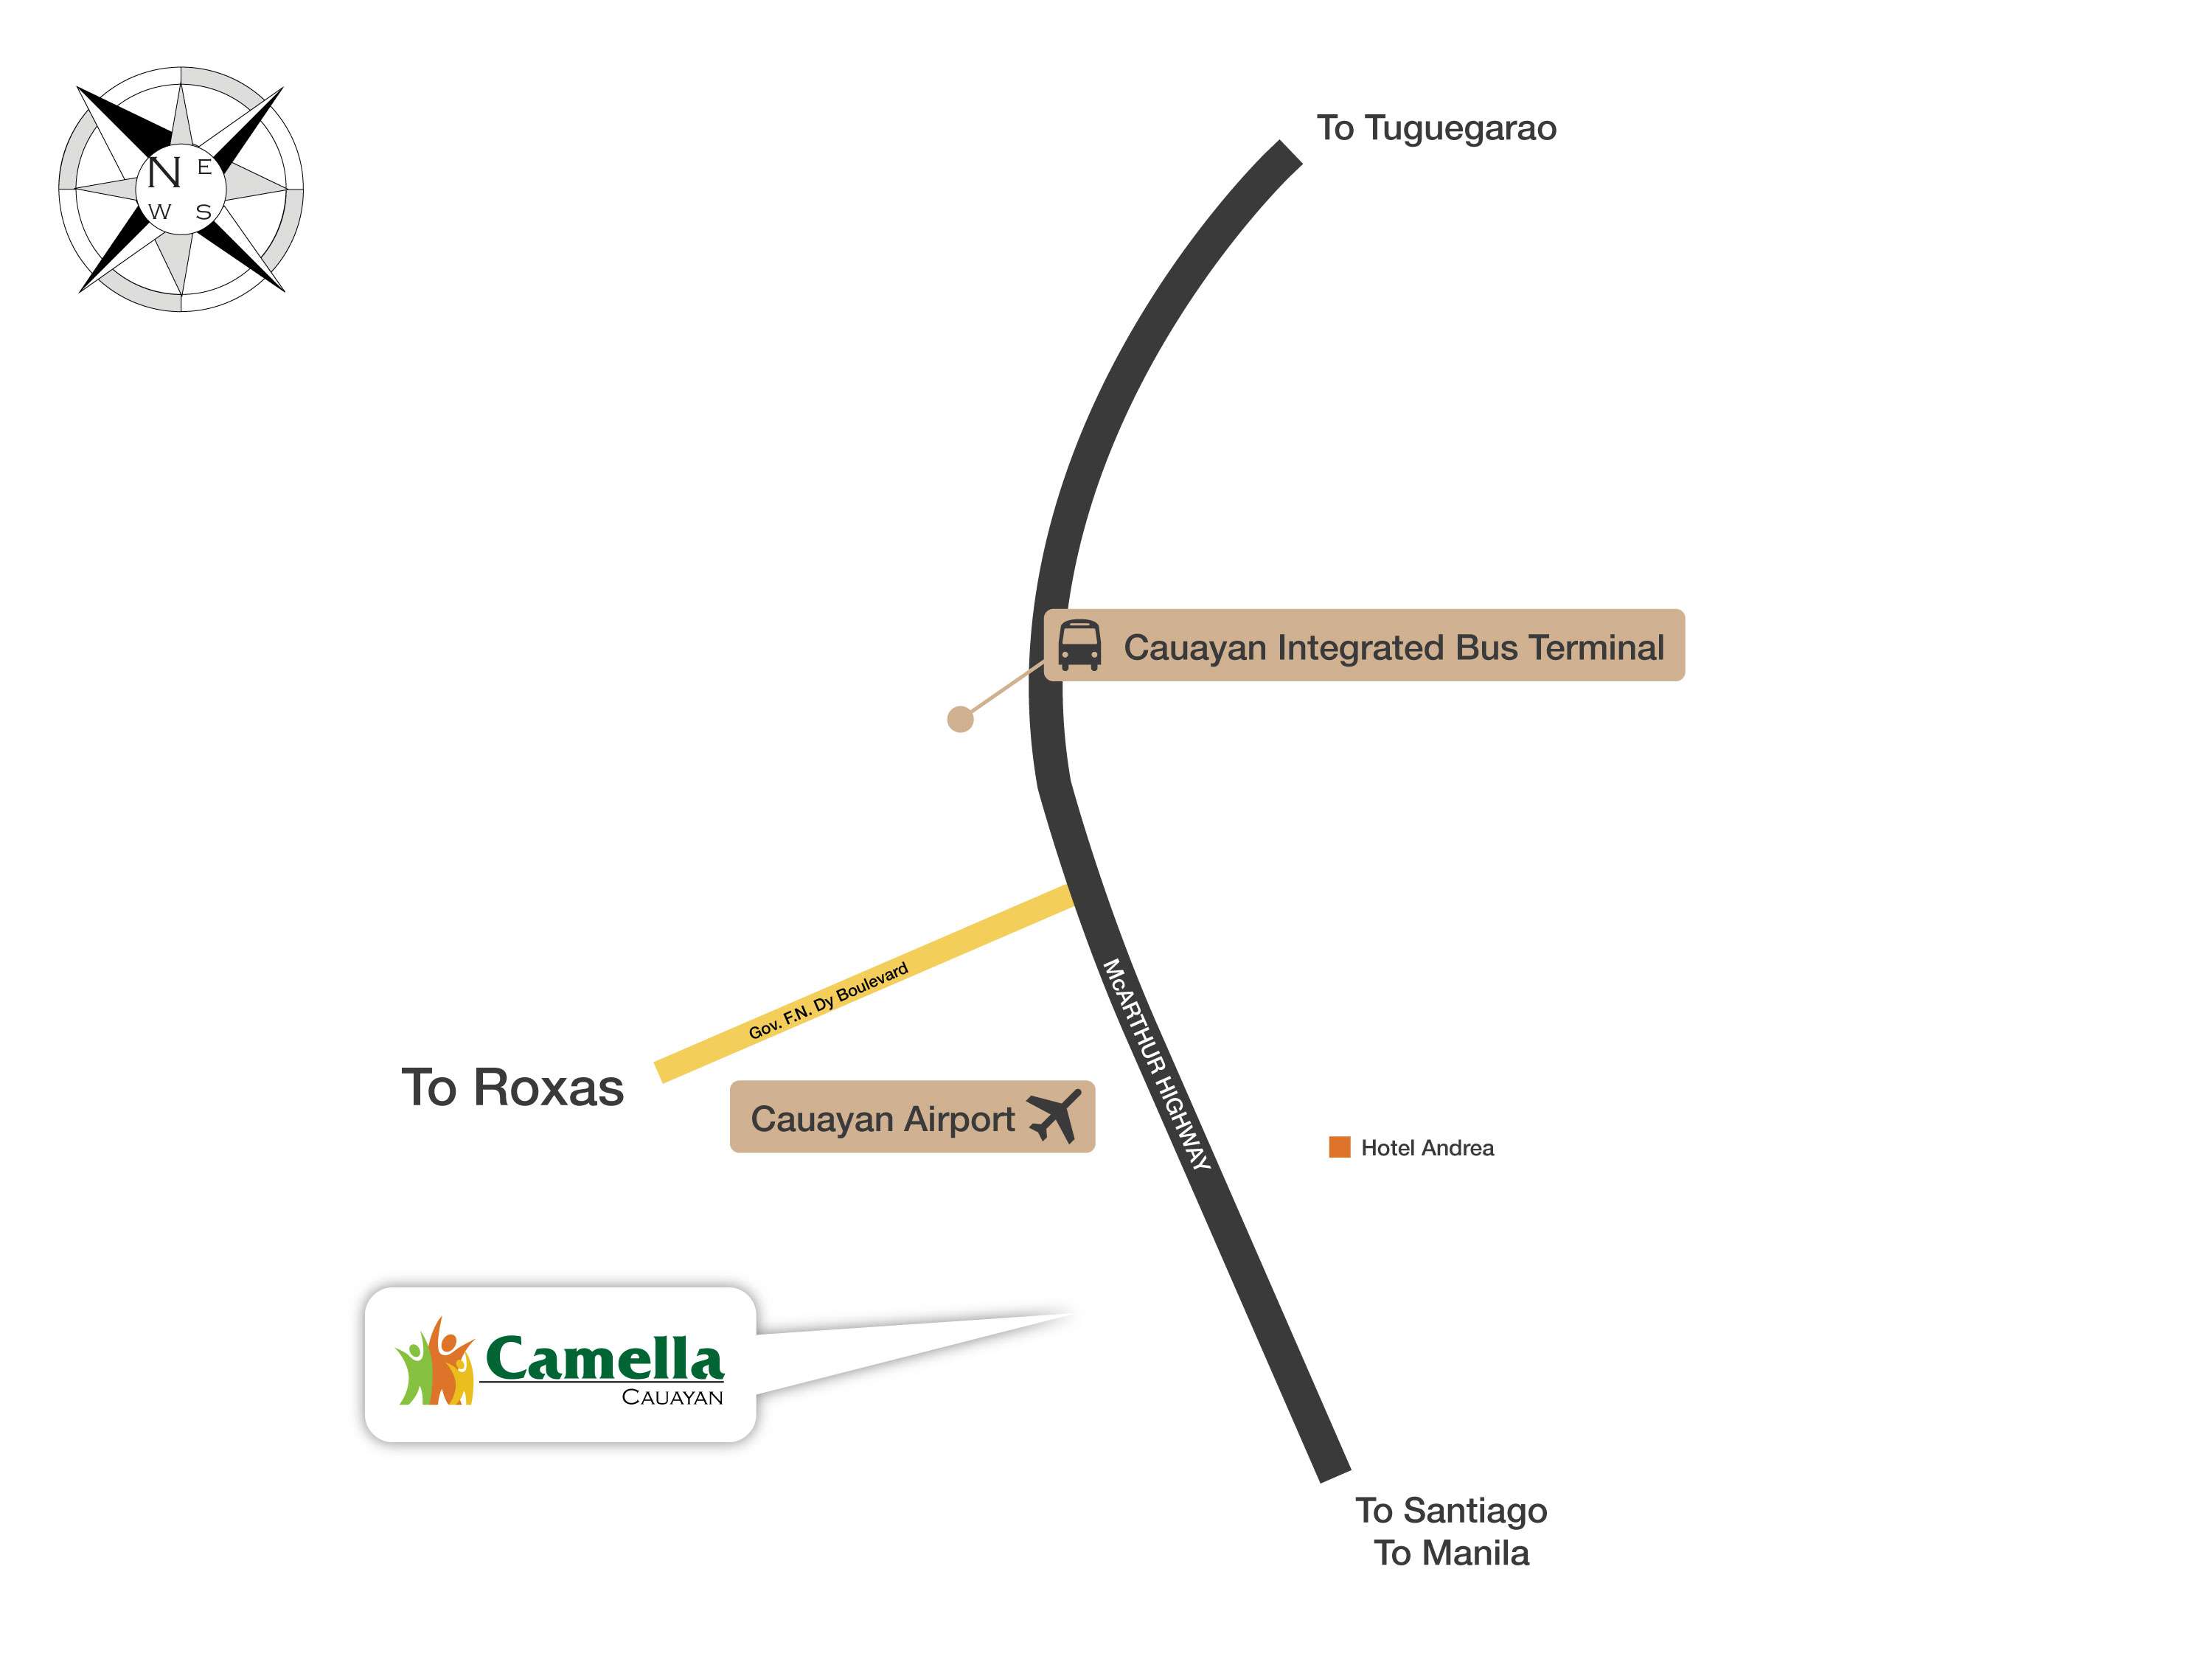 To Tuguegarao
N E
W S
Cauayan Integrated Bus Terminal
Gov. F.N. Dy Boulevard
McARTHUR HIGHWAY
To Roxas
Cauayan Airport
Hotel Andrea
Camella
CAUAYAN
To Santiago
To Manila